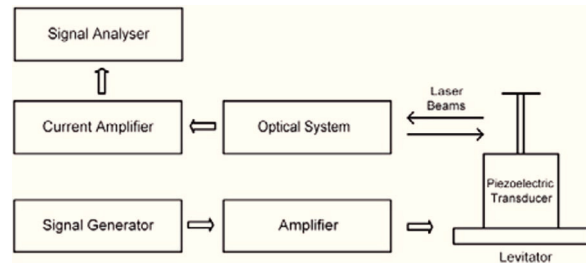 Signal Analyser
Laser
Beams
Current Amplifier
Optical System
Piezoelectric
Transducer
Signal Generator
Amplifier
Levitator